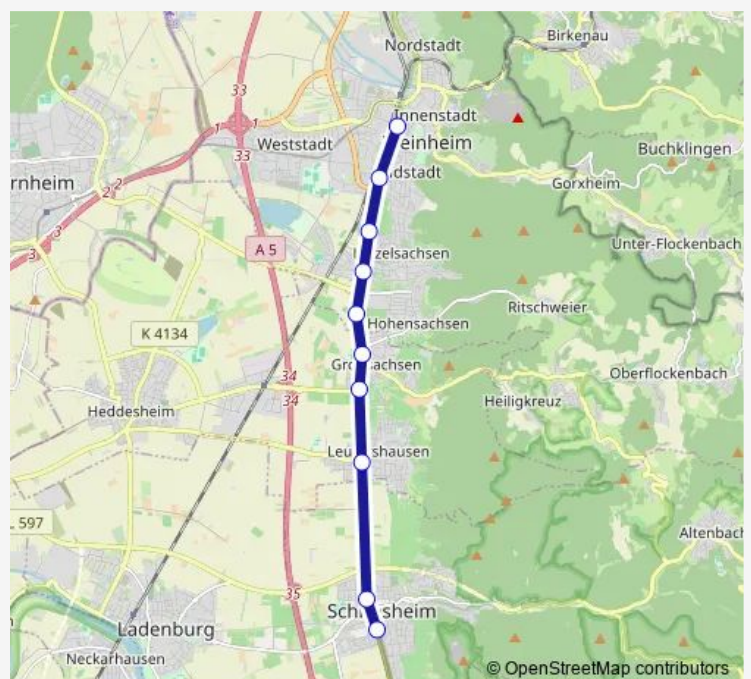 Nordstadt
Birkenau
33
Innenstadt
1
1
Weststadt
33
einheim
Buchklingen
dstadt
rnheim
2
2
Gorxheim
3
3
A 5
zelsachsen
Unter-Flockenbach
Ritschweier
Hohensachsen
K 4134
Gro sachsen
34
34
Oberflockenbach
Heddesheim
Heiligkreuz
Leu shausen
L 597
Altenbach
35
Sch sheim
Ladenburg
Neckarhausen
© OpenStreetMap contributors